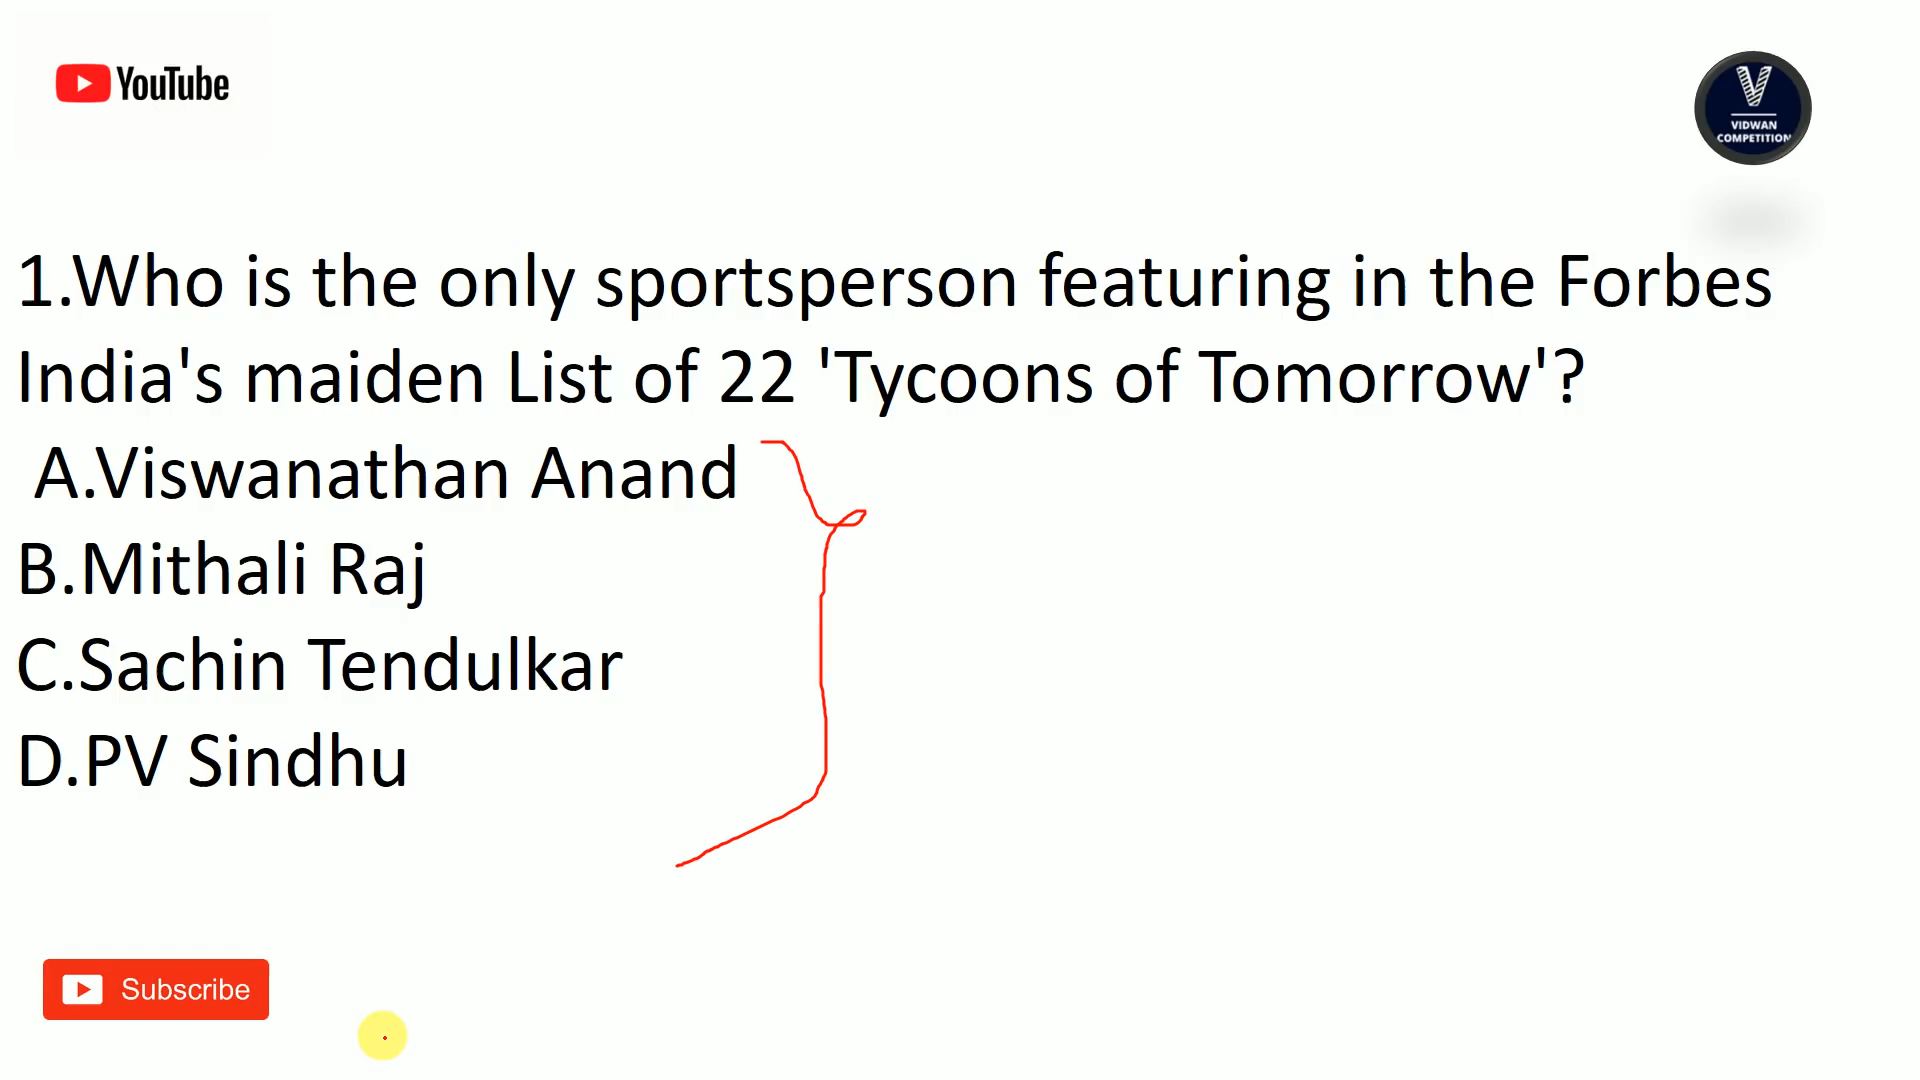 YouTube
V
VIDWAN
COMPETITION
1.Who is the only sportsperson featuring in the Forbes
India's maiden List of 22 'Tycoons of Tomorrow'?
A.Viswanathan Anand
B.Mithali Raj
C.Sachin Tendulkar
D.PV Sindhu
Subscribe